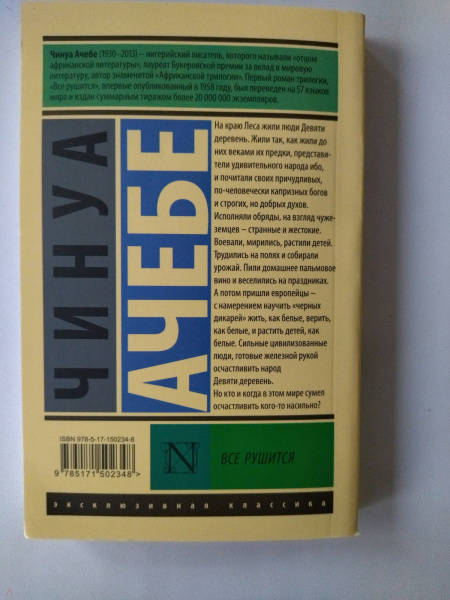 Чинуа Ачебе (1930–2013) – нигерийский писатель, которого называли «отцом
африканской литературы», лауреат Букеровской премии за вклад в мировую
литературу, автор знаменитой «Африканской трилогии». Первый роман трилогии,
«Все рушится», впервые опубликованный в 1958 году, был переведен на 57 языков
мира и издан суммарным тиражом более 20 000 000 экземпляров.
ЧИНУА
АЧЕБЕ
На краю Леса жили люди Девяти
деревень. Жили так, как жили до
них веками их предки, представи-
тели удивительного народа ибо,
и почитали своих причудливых,
по-человечески капризных богов
и строгих, но добрых духов.
Исполняли обряды, на взгляд чуже-
земцев – странные и жестокие.
Воевали, мирились, растили детей.
Трудились на полях и собирали
урожай. Пили домашнее пальмовое
вино и веселились на праздниках.
А потом пришли европейцы –
с намерением научить «черных
дикарей» жить, как белые, верить,
как белые, и растить детей, как
белые. Сильные цивилизованные
люди, готовые железной рукой
осчастливить народ
Девяти деревень.
Но кто и когда в этом мире сумел
осчастливить кого-то насильно?
ISBN 978-5-17-150234-8
9 785171 502348>
N
ВСЕ РУШИТСЯ
эксклюзивная классика